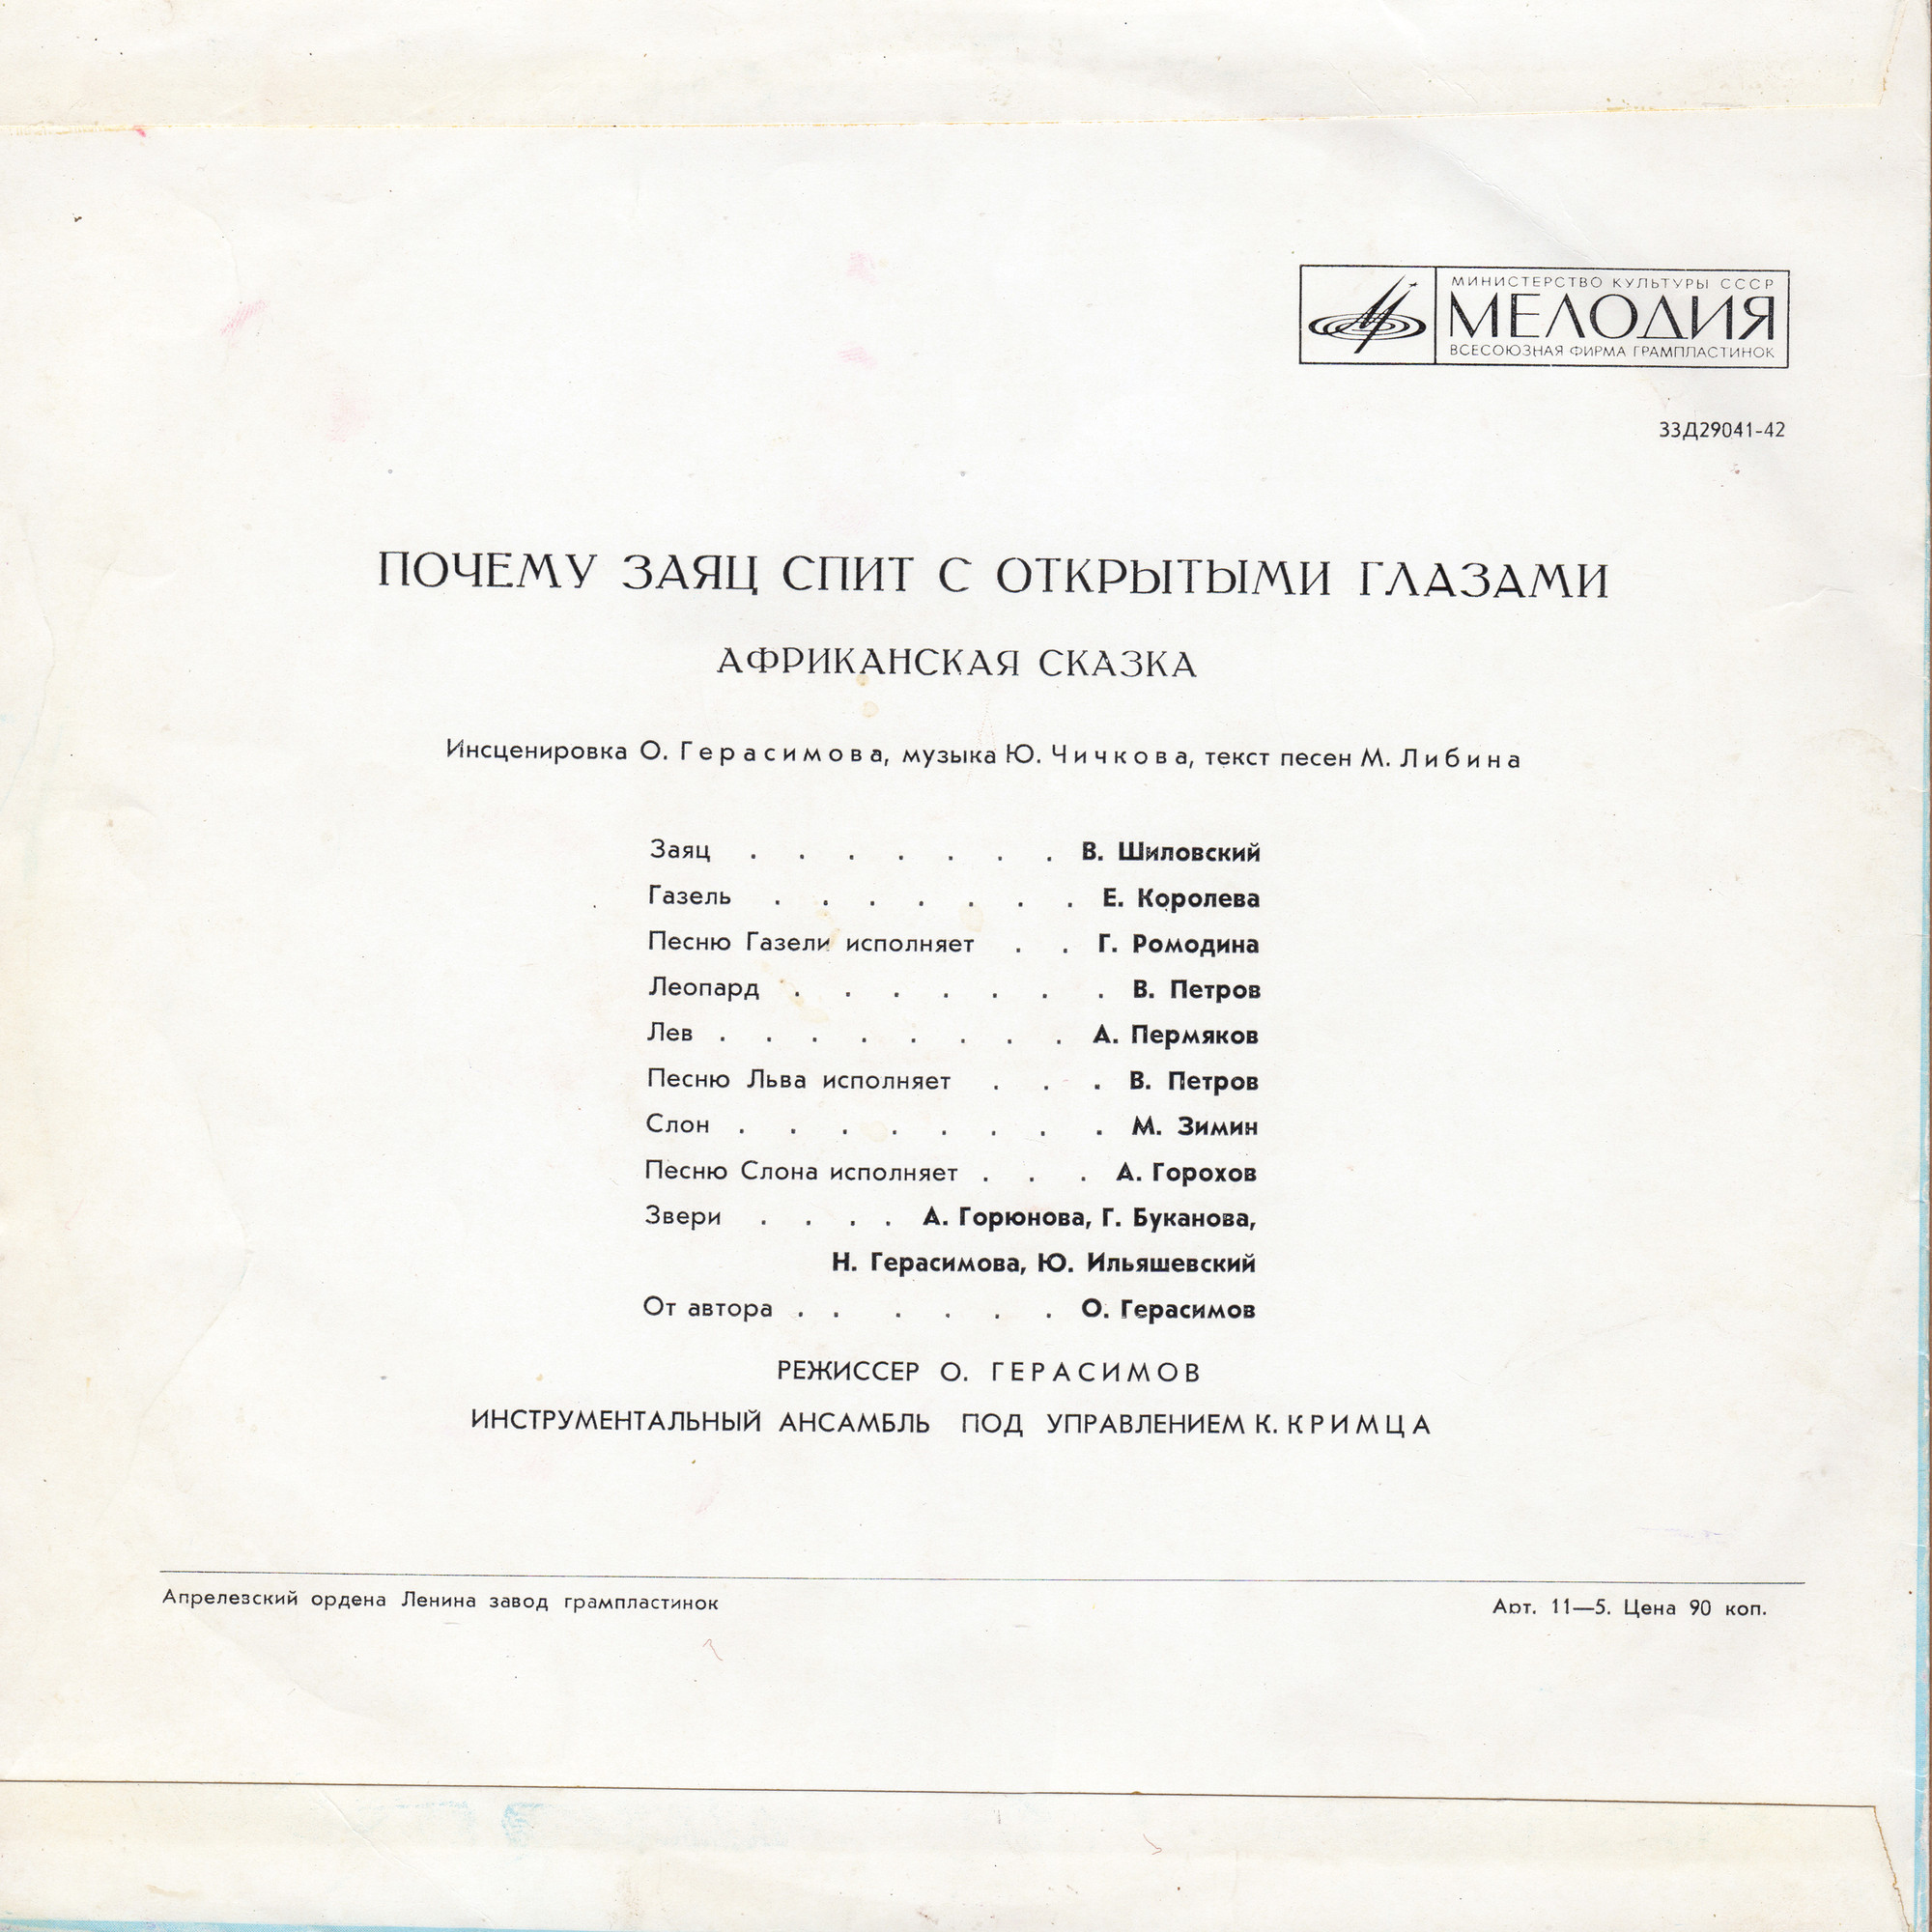 МИНИСТЕРСТВО КУЛЬТУРЫ СССР
МЕЛОДИЯ
ВСЕСОЮЗНАЯ ФИРМА ГРАМПЛАСТИНОК
33Д29041-42
ПОЧЕМУ ЗАЯЦ СПИТ С ОТКРЫТЫМИ ГЛАЗАМИ
АФРИКАНСКАЯ СКАЗКА
Инсценировка О. Герасимова, музыка Ю. Чичкова, текст песен М. Либина
Заяц . . . . . . . В. Шиловский
Газель . . . . . . . Е. Королева
Песню Газели исполняет . . Г. Ромодина
Леопард . . . . . . . В. Петров
Лев . . . . . . . . А. Пермяков
Песню Льва исполняет . . . В. Петров
Слон . . . . . . . . М. Зимин
Песню Слона исполняет . . . А. Горохов
Звери . . . . А. Горюнова, Г. Буканова,
Н. Герасимова, Ю. Ильяшевский
От автора . . . . . . О. Герасимов
РЕЖИССЕР О. ГЕРАСИМОВ
ИНСТРУМЕНТАЛЬНЫЙ АНСАМБЛЬ ПОД УПРАВЛЕНИЕМ К. КРИМЦА
Апрелевский ордена Ленина завод грампластинок
Арт. 11—5. Цена 90 коп.